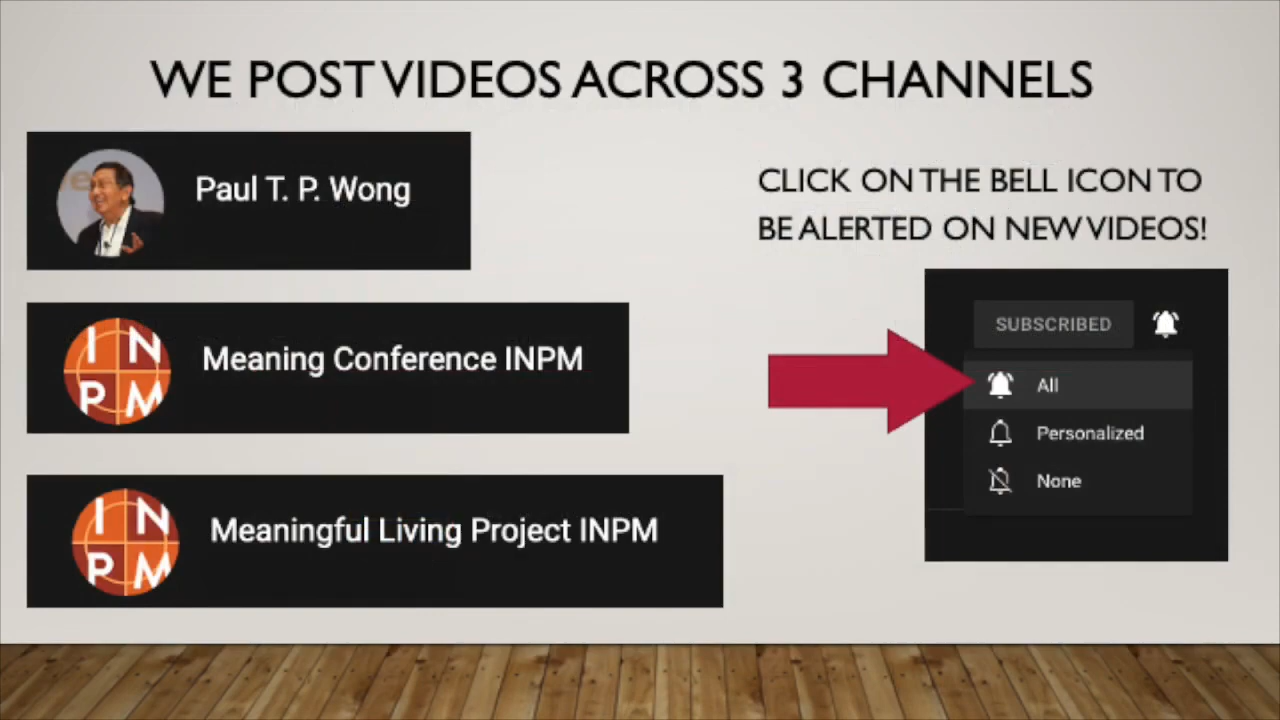 WE POST VIDEOS ACROSS 3 CHANNELS
Paul T. P. Wong
I N
P M
Meaning Conference INPM
I N
P M
Meaningful Living Project INPM
CLICK ON THE BELL ICON TO
BE ALERTED ON NEW VIDEOS!
SUBSCRIBED
All
Personalized
None